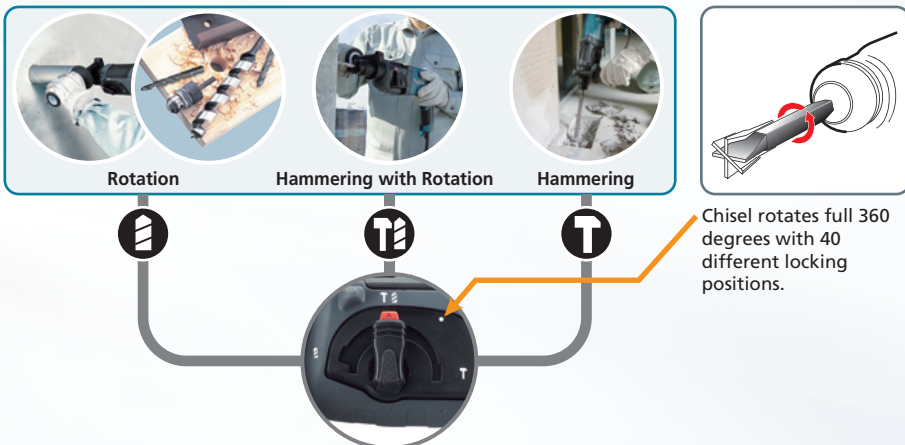 Rotation
Hammering with Rotation
Hammering
Chisel rotates full 360
degrees with 40
different locking
positions.